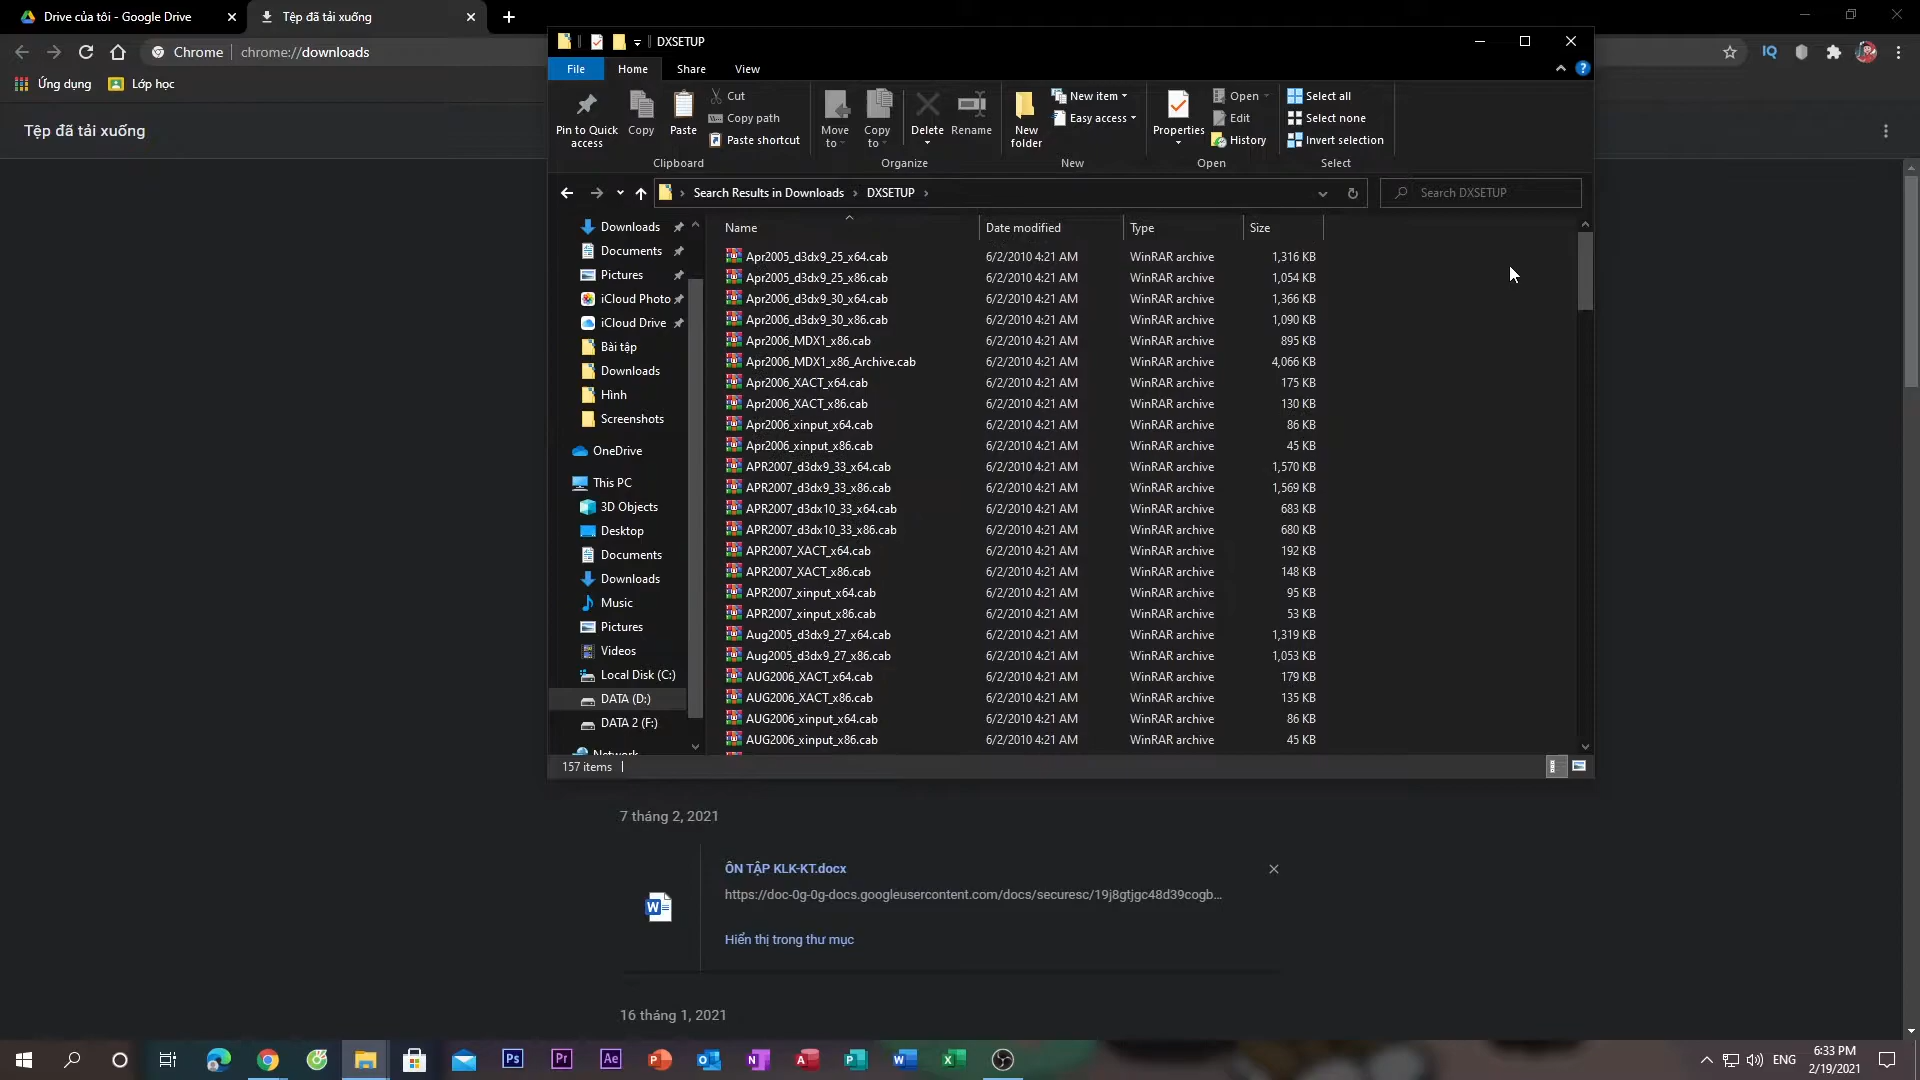 Drive của tôi - Google Drive
Tệp đã tải xuống
Chrome chrome://downloads
Ứng dụng Lớp học
Tệp đã tải xuống
DXSETUP
File Home Share View
Pin to Quick access
Copy
Paste
Cut
Copy path
Paste shortcut
Clipboard
Move to
Copy to
Delete
Rename
Organize
New folder
New item
Easy access
New
Properties
Open
Edit
History
Open
Select all
Select none
Invert selection
Select
Search Results in Downloads DXSETUP
Search DXSETUP
Downloads
Documents
Pictures
iCloud Photo
iCloud Drive
Bài tập
Downloads
Hình
Screenshots
OneDrive
This PC
3D Objects
Desktop
Documents
Downloads
Music
Pictures
Videos
Local Disk (C:)
DATA (D:)
DATA 2 (F:)
Network
Name Date modified Type Size
Apr2005_d3dx9_25_x64.cab 6/2/2010 4:21 AM WinRAR archive 1,316 KB
Apr2005_d3dx9_25_x86.cab 6/2/2010 4:21 AM WinRAR archive 1,054 KB
Apr2006_d3dx9_30_x64.cab 6/2/2010 4:21 AM WinRAR archive 1,366 KB
Apr2006_d3dx9_30_x86.cab 6/2/2010 4:21 AM WinRAR archive 1,090 KB
Apr2006_MDX1_x86.cab 6/2/2010 4:21 AM WinRAR archive 895 KB
Apr2006_MDX1_x86_Archive.cab 6/2/2010 4:21 AM WinRAR archive 4,066 KB
Apr2006_XACT_x64.cab 6/2/2010 4:21 AM WinRAR archive 175 KB
Apr2006_XACT_x86.cab 6/2/2010 4:21 AM WinRAR archive 130 KB
Apr2006_xinput_x64.cab 6/2/2010 4:21 AM WinRAR archive 86 KB
Apr2006_xinput_x86.cab 6/2/2010 4:21 AM WinRAR archive 45 KB
APR2007_d3dx9_33_x64.cab 6/2/2010 4:21 AM WinRAR archive 1,570 KB
APR2007_d3dx9_33_x86.cab 6/2/2010 4:21 AM WinRAR archive 1,569 KB
APR2007_d3dx10_33_x64.cab 6/2/2010 4:21 AM WinRAR archive 683 KB
APR2007_d3dx10_33_x86.cab 6/2/2010 4:21 AM WinRAR archive 680 KB
APR2007_XACT_x64.cab 6/2/2010 4:21 AM WinRAR archive 192 KB
APR2007_XACT_x86.cab 6/2/2010 4:21 AM WinRAR archive 148 KB
APR2007_xinput_x64.cab 6/2/2010 4:21 AM WinRAR archive 95 KB
APR2007_xinput_x86.cab 6/2/2010 4:21 AM WinRAR archive 53 KB
Aug2005_d3dx9_27_x64.cab 6/2/2010 4:21 AM WinRAR archive 1,319 KB
Aug2005_d3dx9_27_x86.cab 6/2/2010 4:21 AM WinRAR archive 1,053 KB
AUG2006_XACT_x64.cab 6/2/2010 4:21 AM WinRAR archive 179 KB
AUG2006_XACT_x86.cab 6/2/2010 4:21 AM WinRAR archive 135 KB
AUG2006_xinput_x64.cab 6/2/2010 4:21 AM WinRAR archive 86 KB
AUG2006_xinput_x86.cab 6/2/2010 4:21 AM WinRAR archive 45 KB
157 items
7 tháng 2, 2021
ÔN TẬP KLK-KT.docx
https://doc-0g-0g-docs.googleusercontent.com/docs/securesc/19j8gtjgc48d39cogb...
Hiển thị trong thư mục
16 tháng 1, 2021
ENG
6:33 PM
2/19/2021